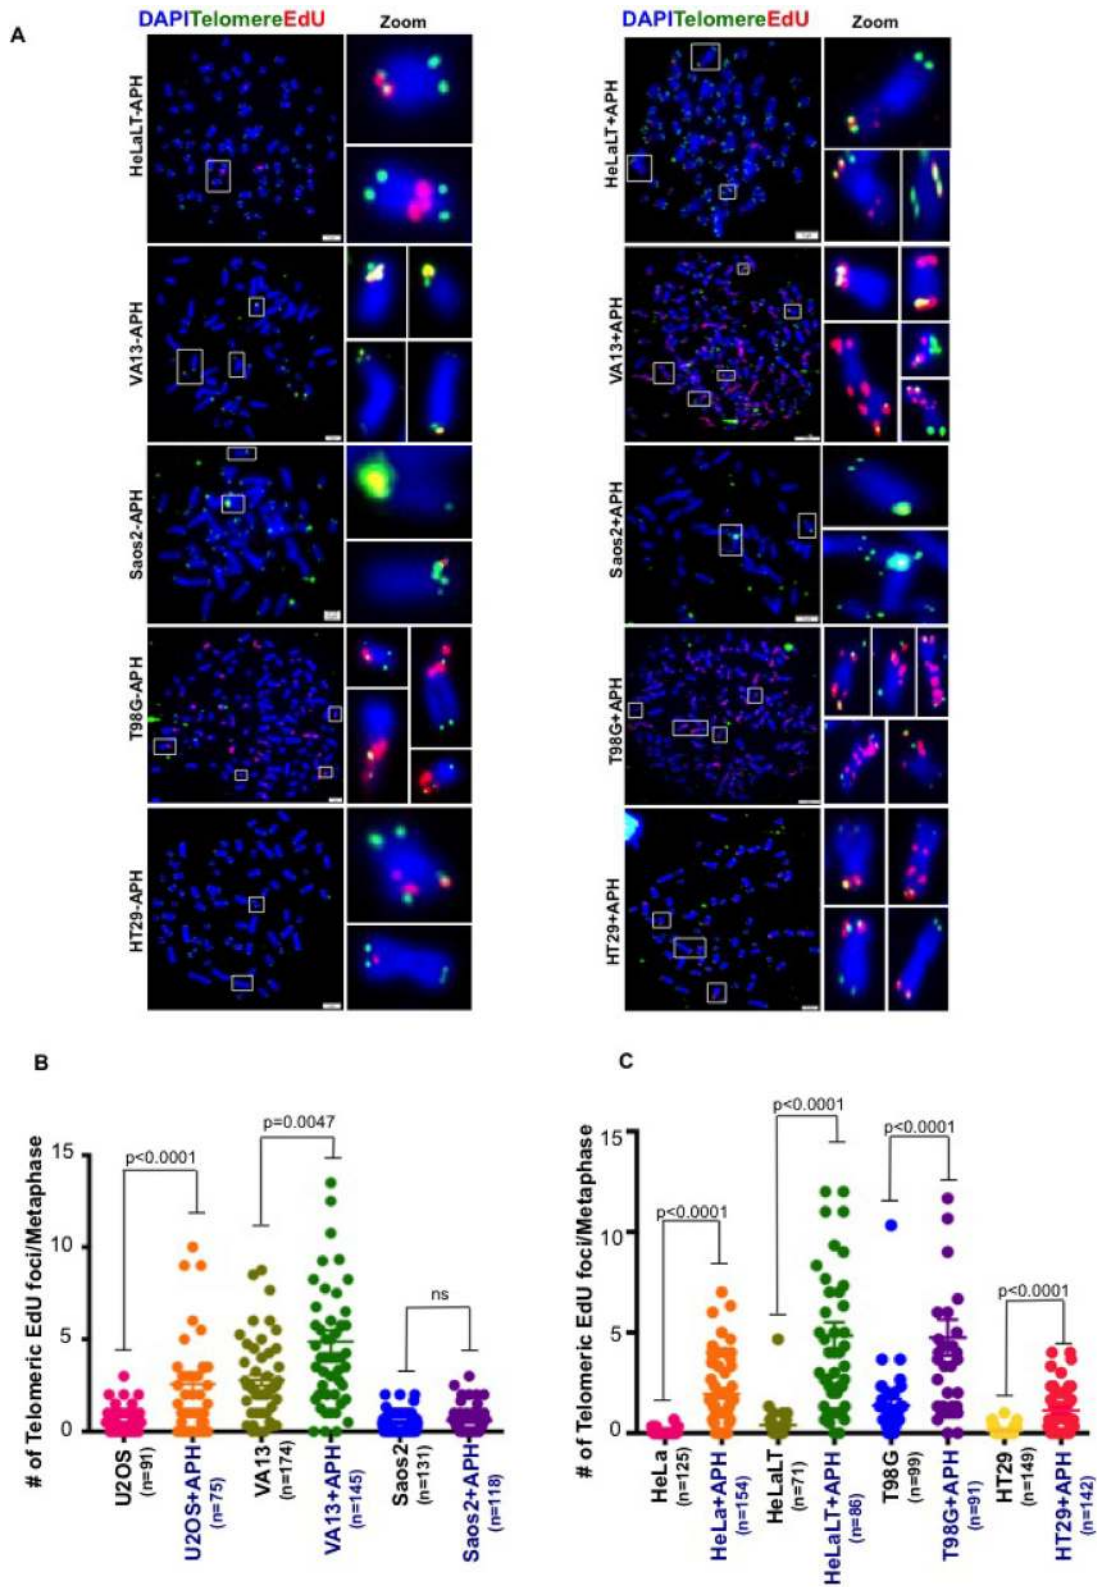 A
DAPITelomereEdU
Zoom
DAPITelomereEdU
Zoom
HeLaLT-APH
HeLaLT+APH
VA13-APH
VA13+APH
Saos2-APH
Saos2+APH
T98G-APH
T98G+APH
HT29-APH
HT29+APH
B
# of Telomeric EdU foci/Metaphase
15
10
5
0
p<0.0001
p=0.0047
ns
U2OS
(n=91)
U2OS+APH
(n=75)
VA13
(n=174)
VA13+APH
(n=145)
Saos2
(n=131)
Saos2+APH
(n=118)
C
# of Telomeric EdU foci/Metaphase
15
10
5
0
p<0.0001
p<0.0001
p<0.0001
p<0.0001
HeLa
(n=125)
HeLa+APH
(n=154)
HeLaLT
(n=71)
HeLaLT+APH
(n=86)
T98G
(n=99)
T98G+APH
(n=91)
HT29
(n=149)
HT29+APH
(n=142)